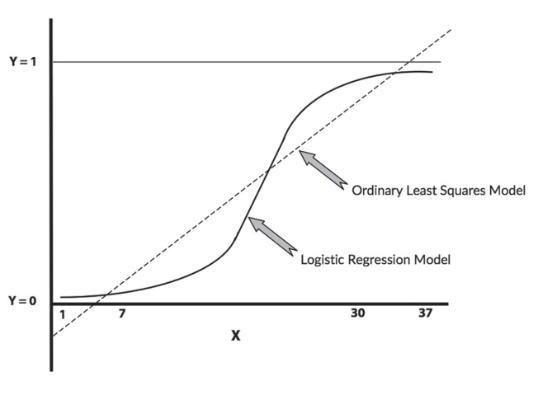 Y = 1
Ordinary Least Squares Model
Logistic Regression Model
Y = 0
1 7 30 37
X